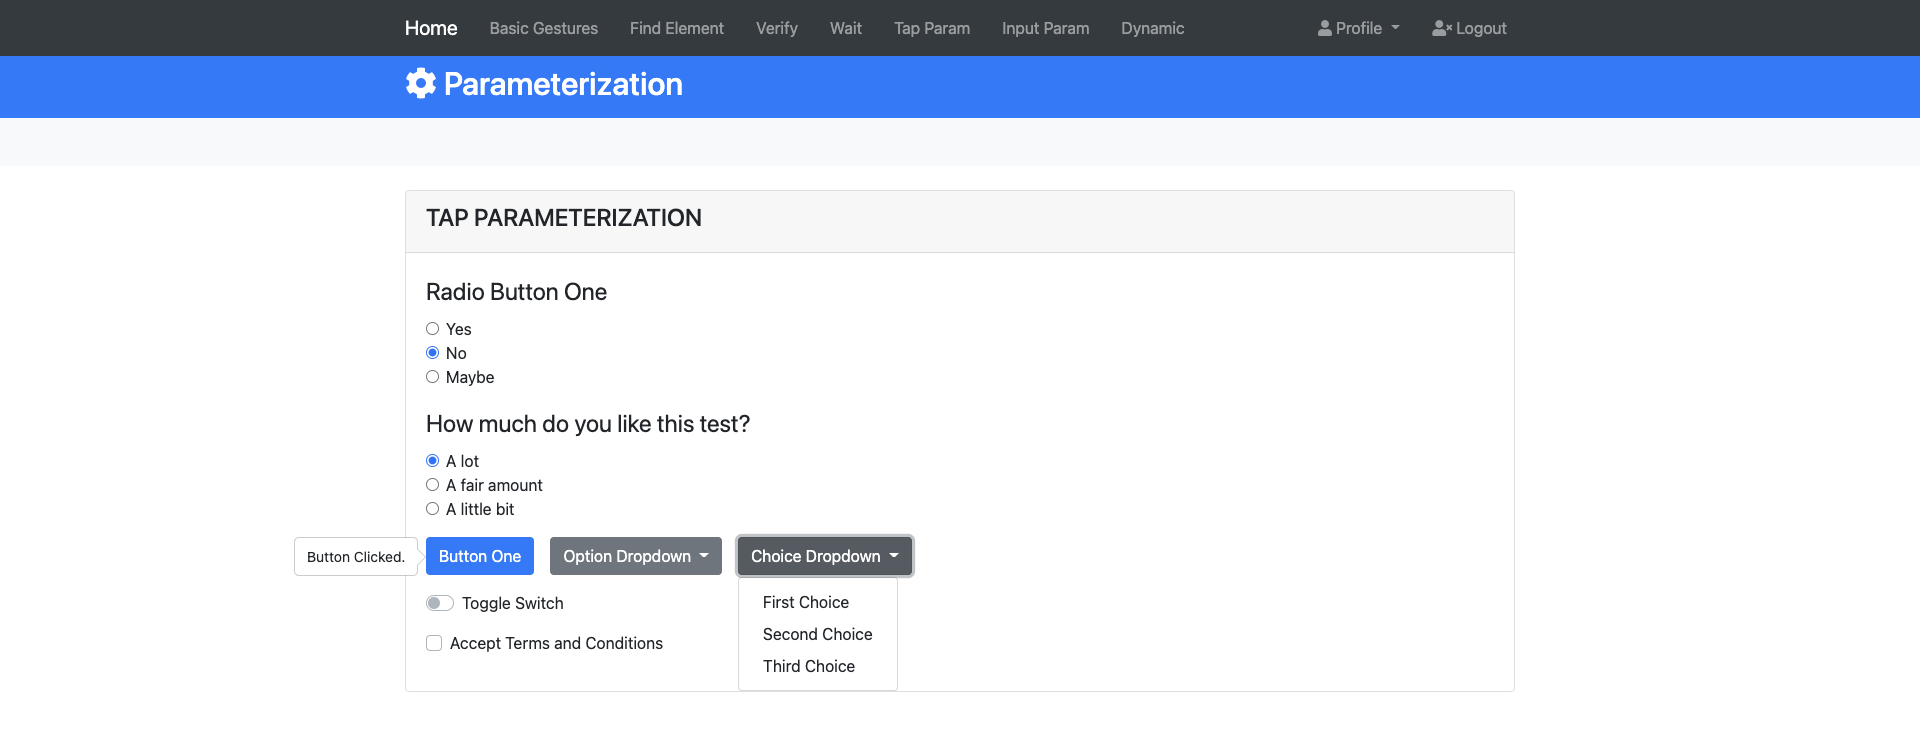 Home Basic Gestures Find Element Verify Wait Tap Param Input Param Dynamic Profile Logout
Parameterization
TAP PARAMETERIZATION
Radio Button One
Yes
No
Maybe
How much do you like this test?
A lot
A fair amount
A little bit
Button Clicked. Button One Option Dropdown Choice Dropdown
Toggle Switch
Accept Terms and Conditions
First Choice
Second Choice
Third Choice